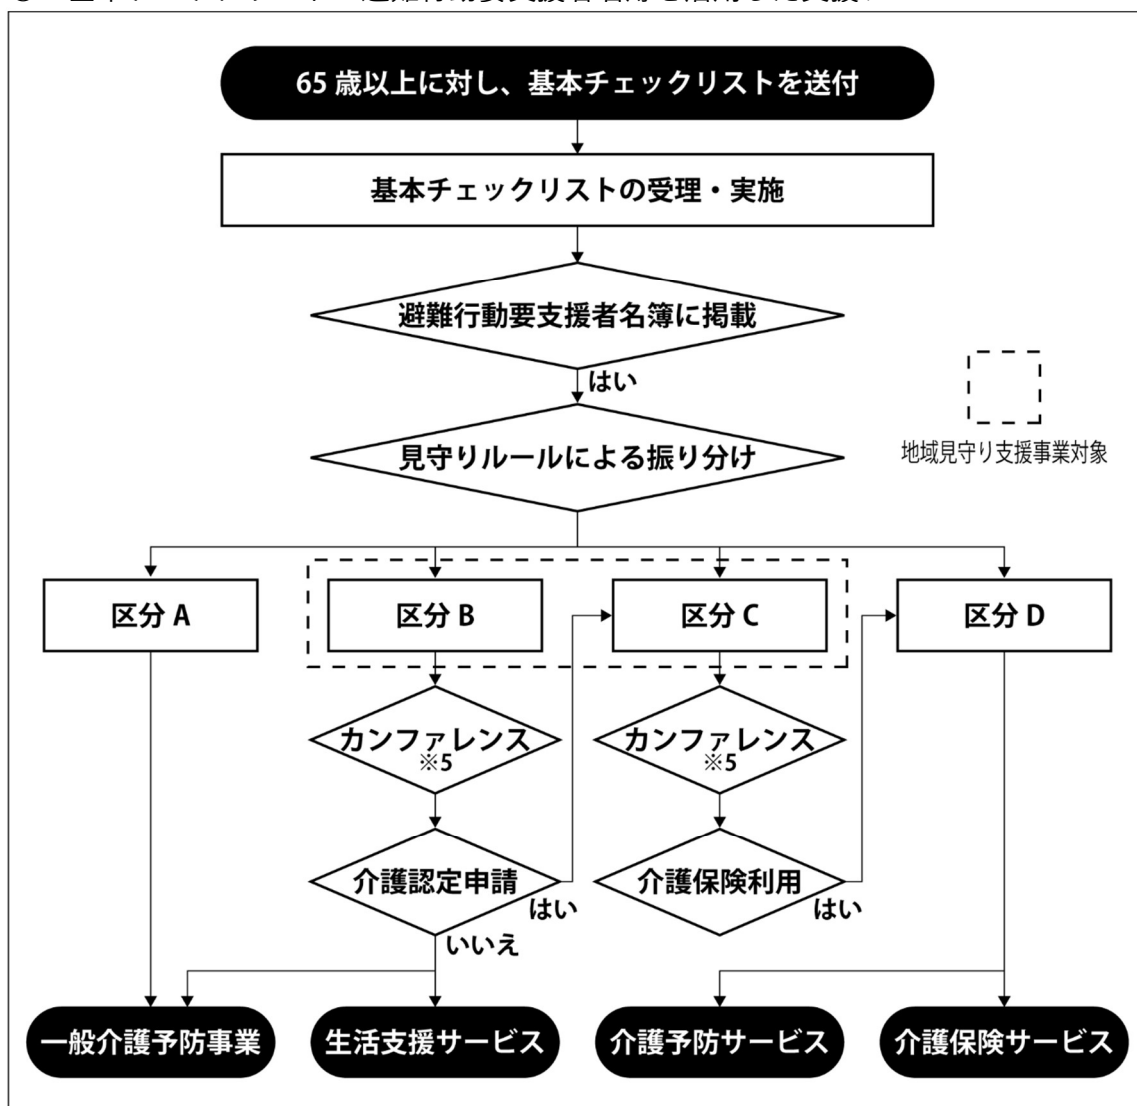 65 歳以上に対し、基本チェックリストを送付
基本チェックリストの受理・実施
避難行動要支援者名簿に掲載
はい
見守りルールによる振り分け
地域見守り支援事業対象
区分 A
区分 B
区分 C
区分 D
カンファレンス
※5
カンファレンス
※5
介護認定申請
はい
いいえ
介護保険利用
はい
一般介護予防事業
生活支援サービス
介護予防サービス
介護保険サービス